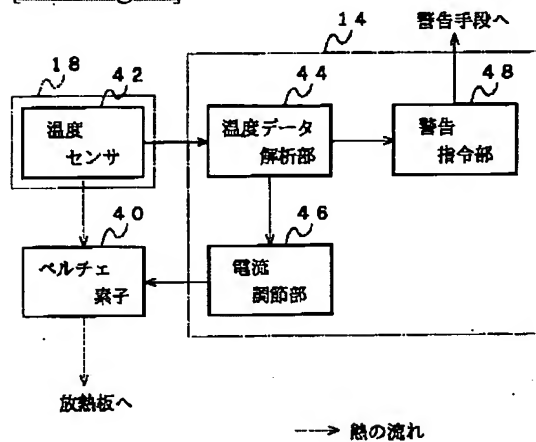 14
警告手段へ
18
42
44
48
温度
センサ
温度データ
解析部
警告
指令部
40
46
ペルチェ
素子
電流
調節部
放熱板へ
熱の流れ